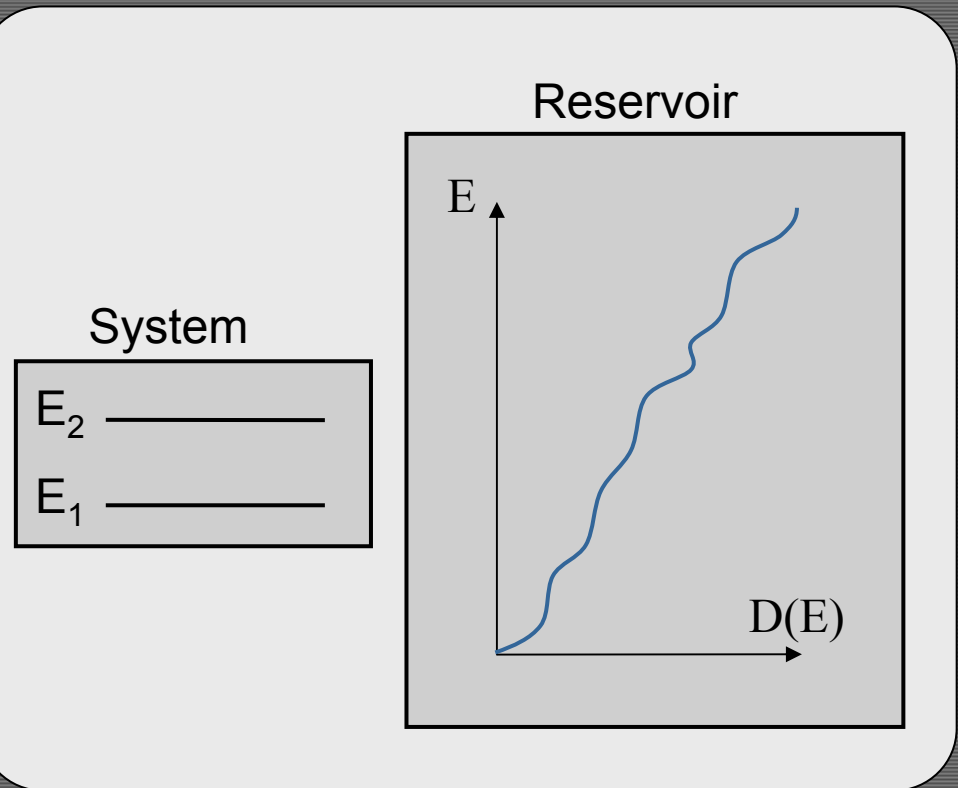 Reservoir
E
System
E₂
E₁
D(E)